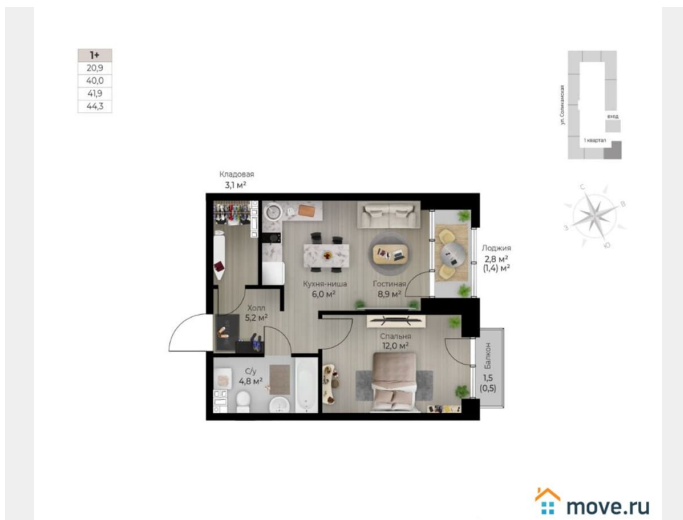 1+
20,9
40,0
41,9
44,3
ул. Соликамская
вход
1 квартал
С
В
Ю
З
Кладовая
3,1 м²
Кухня-ниша
6,0 м²
Гостиная
8,9 м²
Лоджия
2,8 м²
(1,4) м²
Холл
5,2 м²
Спальня
12,0 м²
Балкон
1,5
(0,5)
С/у
4,8 м²
move.ru